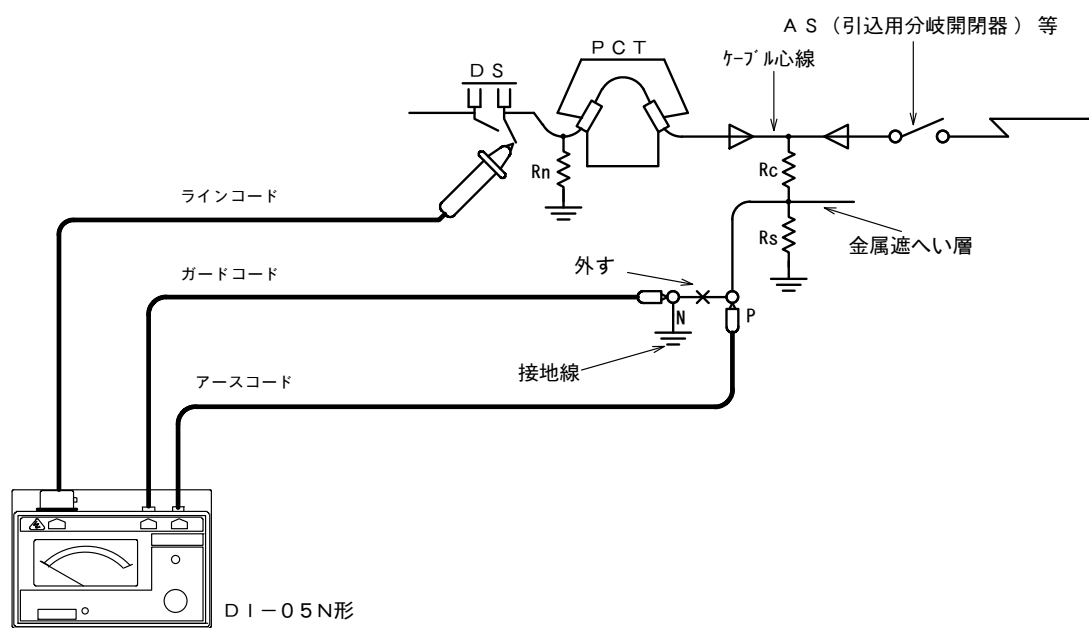 AS(引込用分岐開閉器)等
PCT
ケーブル心線
DS
Rn
Rc
ラインコード
Rs
金属遮へい層
外す
ガードコード
N
P
接地線
アースコード
DI-05N形